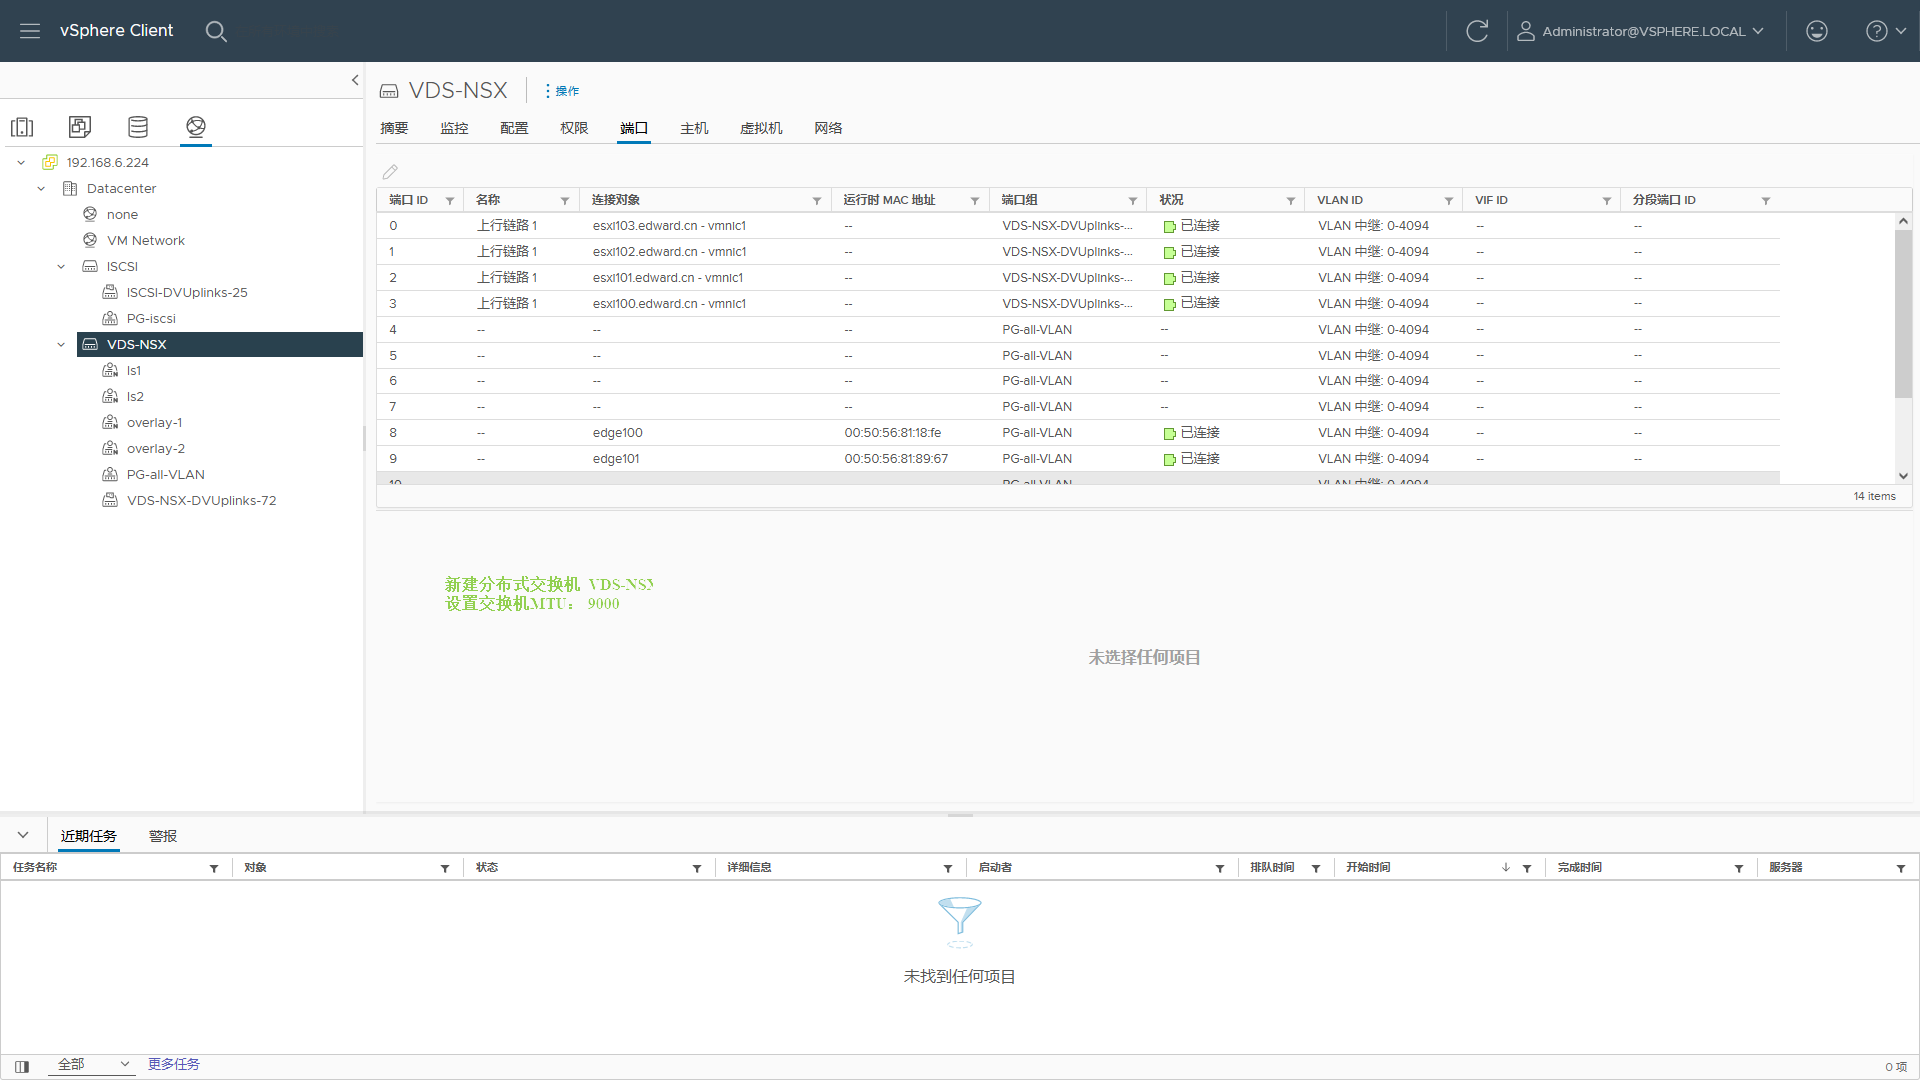 vSphere Client
Administrator@VSPHERE.LOCAL
VDS-NSX
操作
摘要 监控 配置 权限 端口 主机 虚拟机 网络
192.168.6.224
Datacenter
none
VM Network
ISCSI
ISCSI-DVUplinks-25
PG-iscsi
VDS-NSX
ls1
ls2
overlay-1
overlay-2
PG-all-VLAN
VDS-NSX-DVUplinks-72
端口 ID 名称 连接对象 运行时 MAC 地址 端口组 状况 VLAN ID VIF ID 分段端口 ID
0 上行链路 1 esxi103.edward.cn - vmnic1 -- VDS-NSX-DVUplinks-... 已连接 VLAN 中继: 0-4094 -- --
1 上行链路 1 esxi102.edward.cn - vmnic1 -- VDS-NSX-DVUplinks-... 已连接 VLAN 中继: 0-4094 -- --
2 上行链路 1 esxi101.edward.cn - vmnic1 -- VDS-NSX-DVUplinks-... 已连接 VLAN 中继: 0-4094 -- --
3 上行链路 1 esxi100.edward.cn - vmnic1 -- VDS-NSX-DVUplinks-... 已连接 VLAN 中继: 0-4094 -- --
4 -- -- -- PG-all-VLAN -- VLAN 中继: 0-4094 -- --
5 -- -- -- PG-all-VLAN -- VLAN 中继: 0-4094 -- --
6 -- -- -- PG-all-VLAN -- VLAN 中继: 0-4094 -- --
7 -- -- -- PG-all-VLAN -- VLAN 中继: 0-4094 -- --
8 -- edge100 00:50:56:81:18:fe PG-all-VLAN 已连接 VLAN 中继: 0-4094 -- --
9 -- edge101 00:50:56:81:89:67 PG-all-VLAN 已连接 VLAN 中继: 0-4094 -- --
10 PG-all-VLAN VLAN 中继: 0-4094
14 items
新建分布式交换机 VDS-NSX
设置交换机MTU： 9000
未选择任何项目
近期任务 警报
任务名称 对象 状态 详细信息 启动者 排队时间 开始时间 完成时间 服务器
未找到任何项目
全部 更多任务
0 项